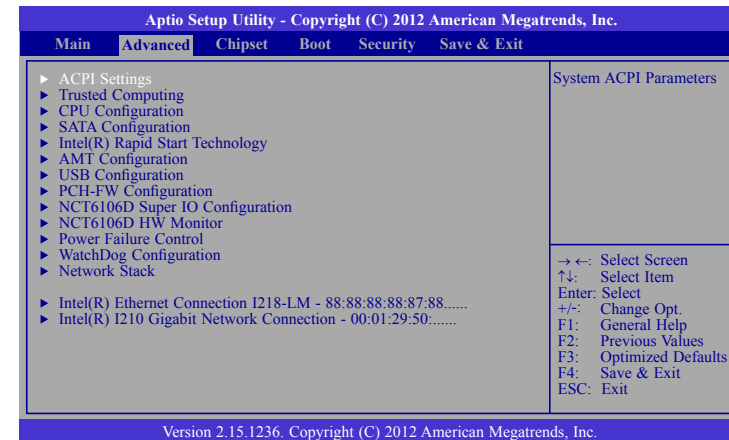 Aptio Setup Utility - Copyright (C) 2012 American Megatrends, Inc.
Main Advanced Chipset Boot Security Save & Exit
► ACPI Settings
► Trusted Computing
► CPU Configuration
► SATA Configuration
► Intel(R) Rapid Start Technology
► AMT Configuration
► USB Configuration
► PCH-FW Configuration
► NCT6106D Super IO Configuration
► NCT6106D HW Monitor
► Power Failure Control
► WatchDog Configuration
► Network Stack
► Intel(R) Ethernet Connection I218-LM - 88:88:88:88:87:88......
► Intel(R) I210 Gigabit Network Connection - 00:01:29:50:......
System ACPI Parameters
→ ←: Select Screen
↑↓: Select Item
Enter: Select
+/-: Change Opt.
F1: General Help
F2: Previous Values
F3: Optimized Defaults
F4: Save & Exit
ESC: Exit
Version 2.15.1236. Copyright (C) 2012 American Megatrends, Inc.